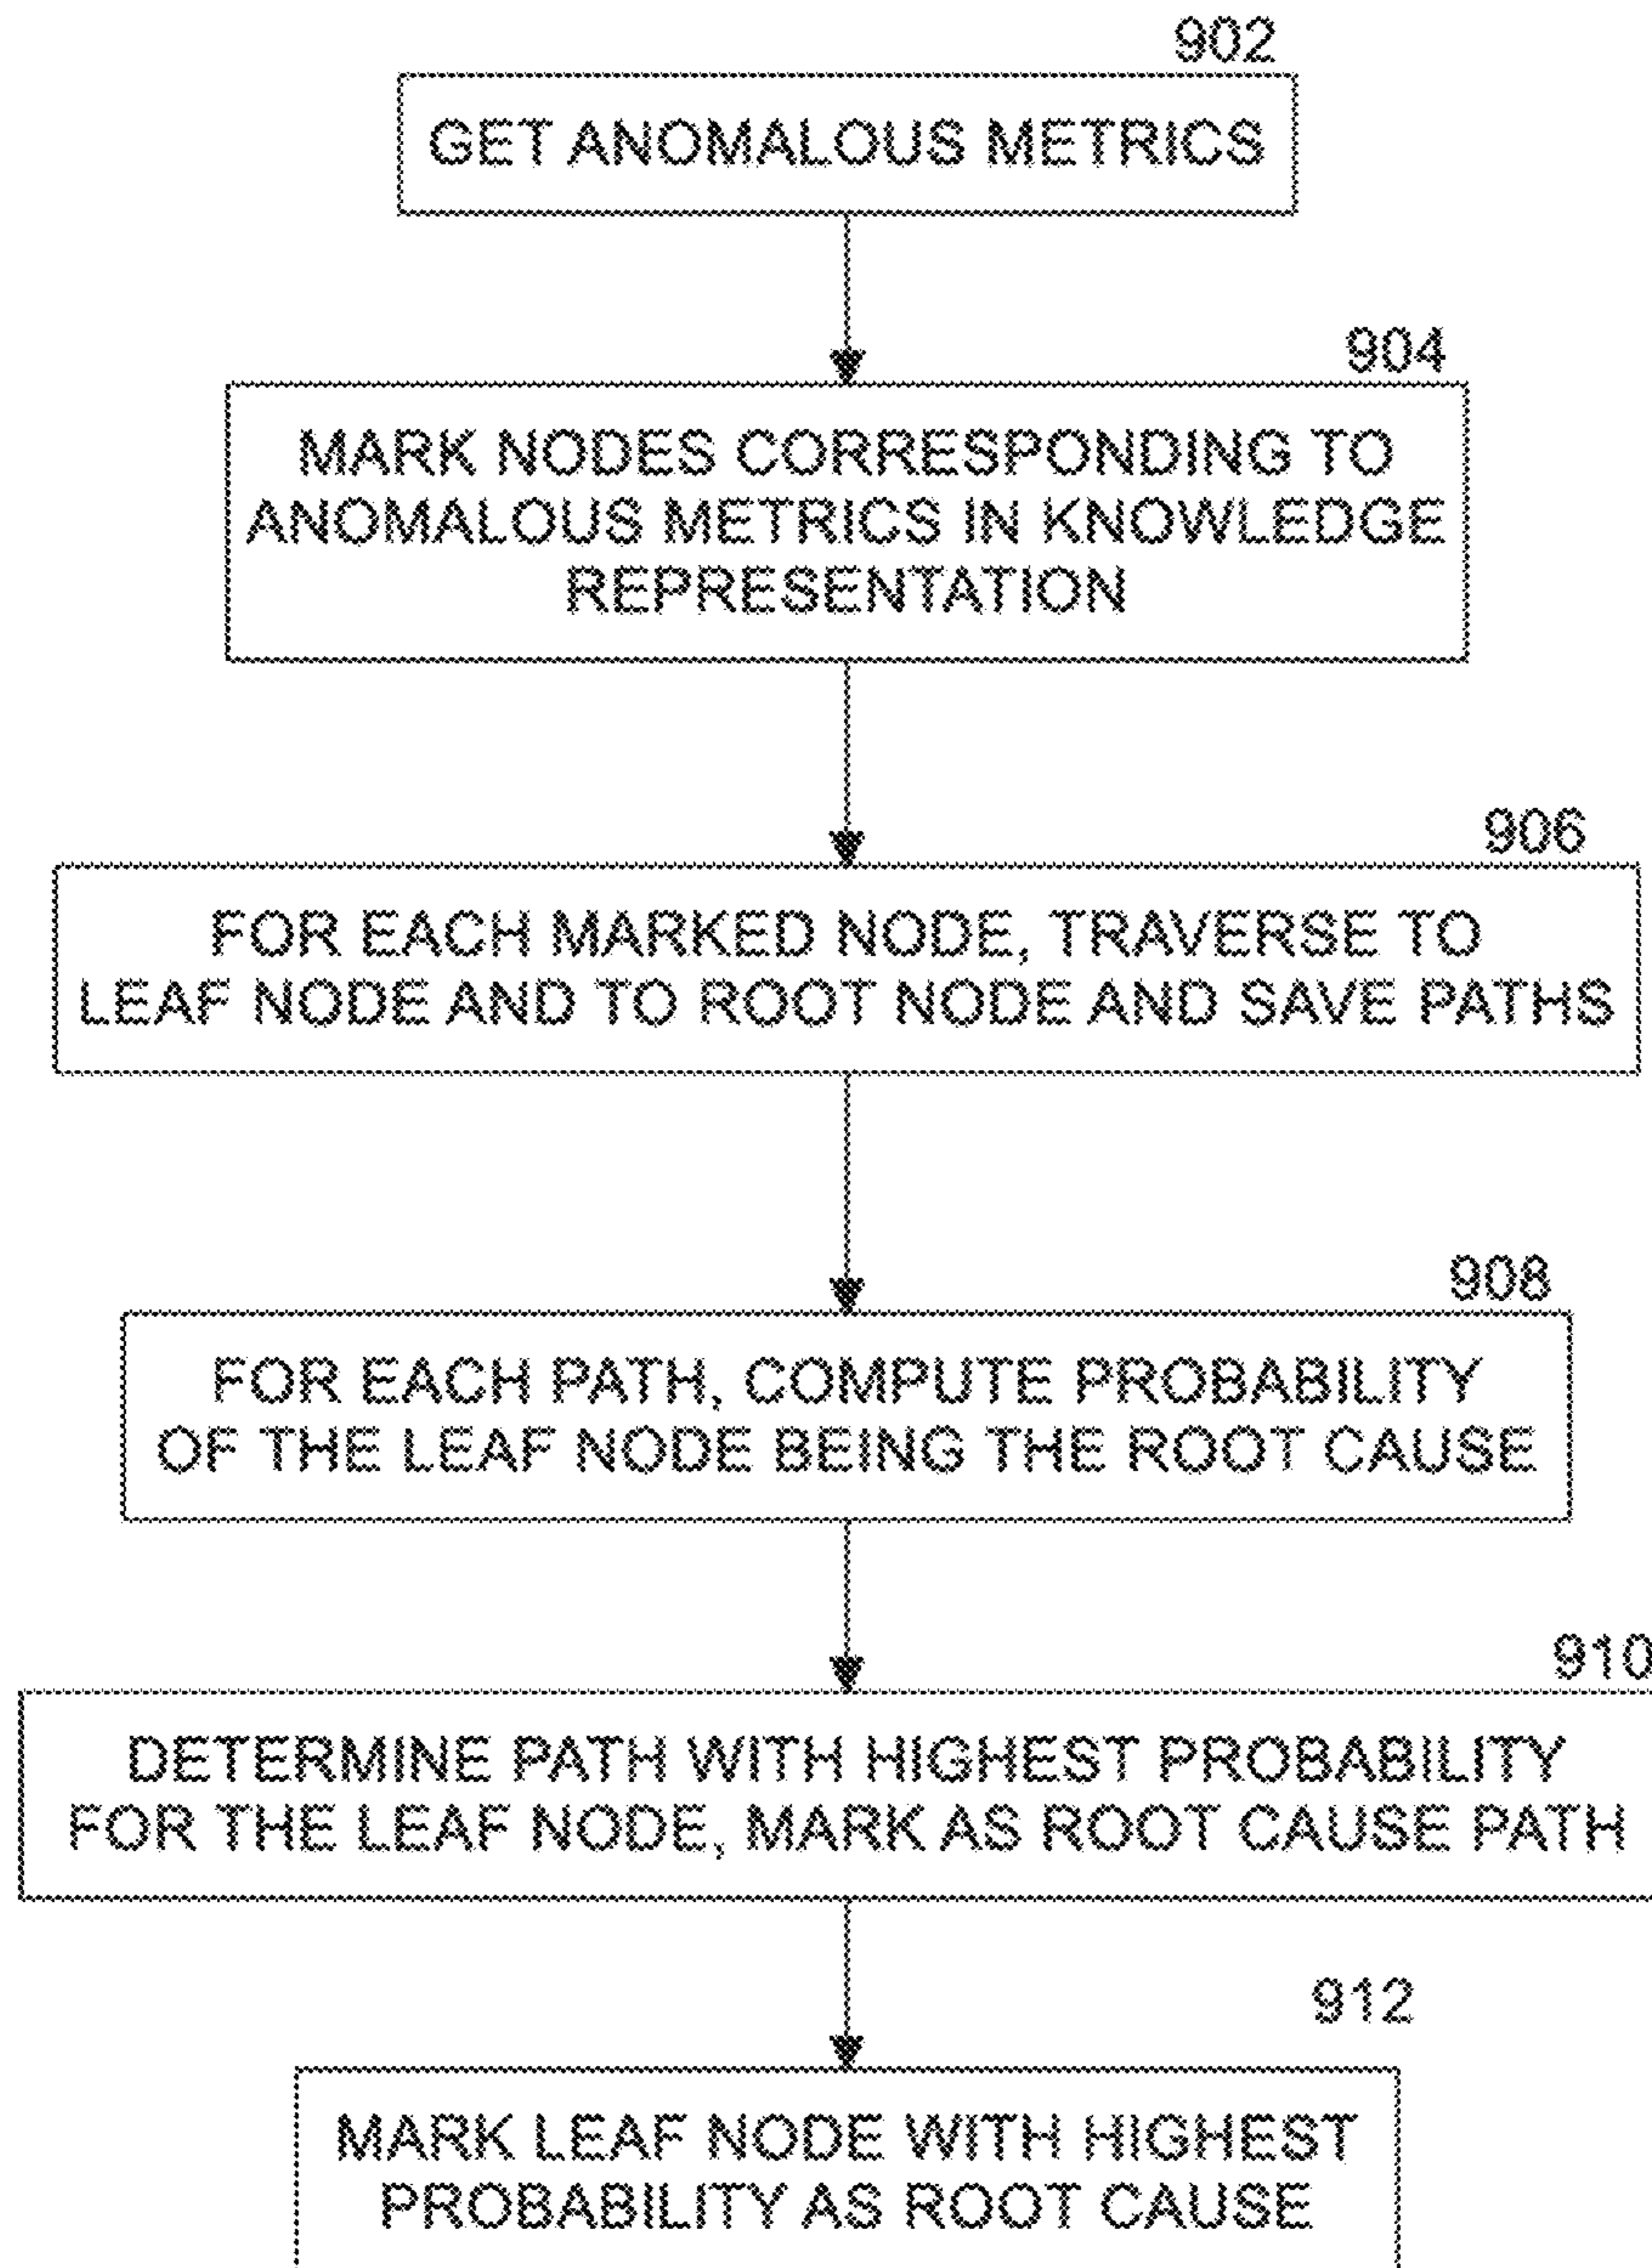 902
GET ANOMALOUS METRICS
904
MARK NODES CORRESPONDING TO
ANOMALOUS METRICS IN KNOWLEDGE
REPRESENTATION
906
FOR EACH MARKED NODE, TRAVERSE TO
LEAF NODE AND TO ROOT NODE AND SAVE PATHS
908
FOR EACH PATH, COMPUTE PROBABILITY
OF THE LEAF NODE BEING THE ROOT CAUSE
910
DETERMINE PATH WITH HIGHEST PROBABILITY
FOR THE LEAF NODE, MARK AS ROOT CAUSE PATH
912
MARK LEAF NODE WITH HIGHEST
PROBABILITY AS ROOT CAUSE